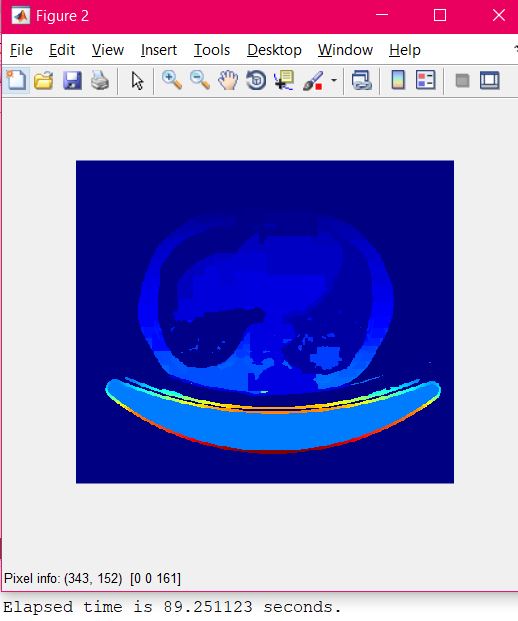 Figure 2
File Edit View Insert Tools Desktop Window Help
Pixel info: (343, 152) [0 0 161]
Elapsed time is 89.251123 seconds.